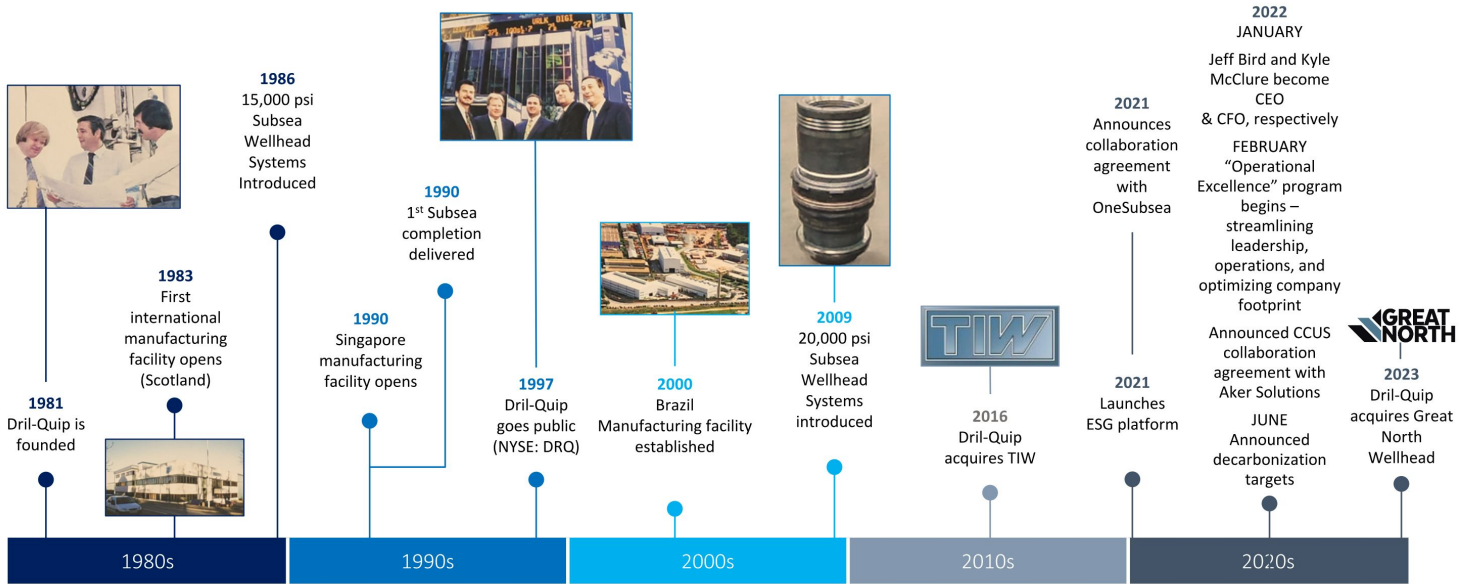 1981
Dril-Quip is
founded
1983
First
international
manufacturing
facility opens
(Scotland)
1986
15,000 psi
Subsea
Wellhead
Systems
Introduced
1990
Singapore
manufacturing
facility opens
1990
1st Subsea
completion
delivered
1997
Dril-Quip
goes public
(NYSE: DRQ)
2000
Brazil
Manufacturing facility
established
2009
20,000 psi
Subsea
Wellhead
Systems
introduced
TIW
2016
Dril-Quip
acquires TIW
2021
Announces
collaboration
agreement
with
OneSubsea
2021
Launches
ESG platform
2022
JANUARY
Jeff Bird and Kyle
McClure become
CEO
& CFO, respectively
FEBRUARY
“Operational
Excellence” program
begins –
streamlining
leadership,
operations, and
optimizing company
footprint
Announced CCUS
collaboration
agreement with
Aker Solutions
JUNE
Announced
decarbonization
targets
GREAT
NORTH
2023
Dril-Quip
acquires Great
North
Wellhead
1980s
1990s
2000s
2010s
2020s